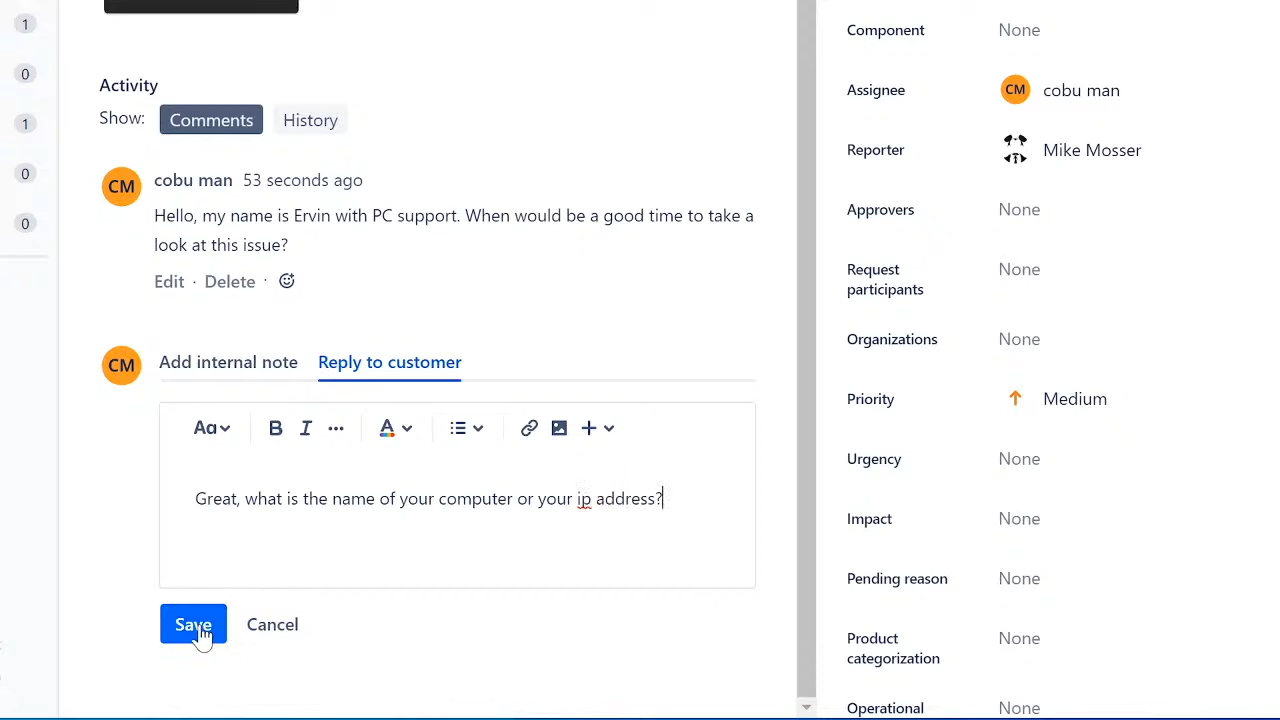 1
0
1
0
0
Activity
Show: Comments History
CM cobu man 53 seconds ago
Hello, my name is Ervin with PC support. When would be a good time to take a
look at this issue?
Edit · Delete ·
CM Add internal note Reply to customer
Aa B I ••• A
Great, what is the name of your computer or your ip address?
Save Cancel
Component None
Assignee CM cobu man
Reporter Mike Mosser
Approvers None
Request
participants None
Organizations None
Priority Medium
Urgency None
Impact None
Pending reason None
Product
categorization None
Operational None